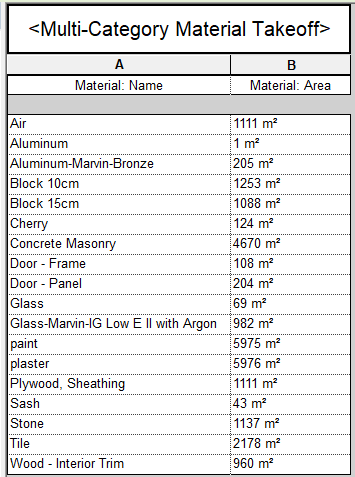 <Multi-Category Material Takeoff>
A B
Material: Name Material: Area
Air 1111 m²
Aluminum 1 m²
Aluminum-Marvin-Bronze 205 m²
Block 10cm 1253 m²
Block 15cm 1088 m²
Cherry 124 m²
Concrete Masonry 4670 m²
Door - Frame 108 m²
Door - Panel 204 m²
Glass 69 m²
Glass-Marvin-IG Low E II with Argon 982 m²
paint 5975 m²
plaster 5976 m²
Plywood, Sheathing 1111 m²
Sash 43 m²
Stone 1137 m²
Tile 2178 m²
Wood - Interior Trim 960 m²